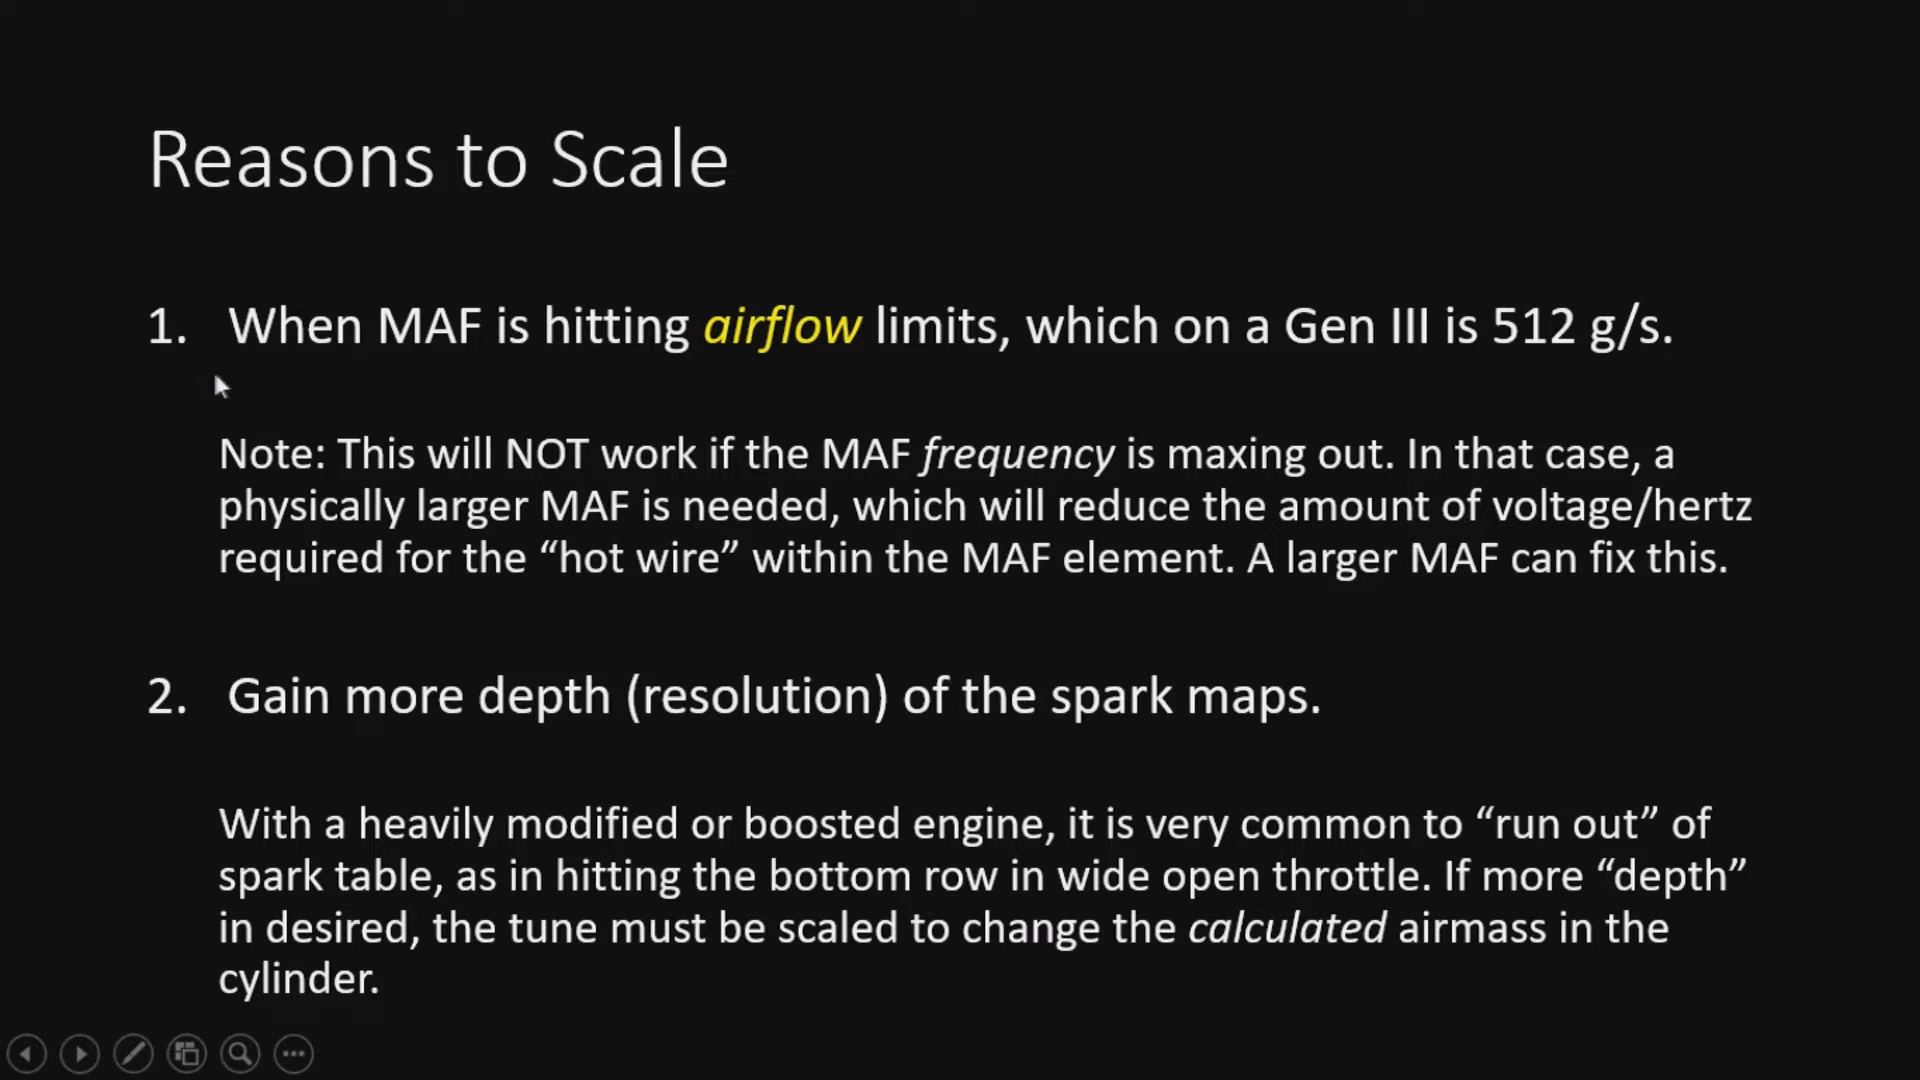 Reasons to Scale
1. When MAF is hitting airflow limits, which on a Gen III is 512 g/s.
Note: This will NOT work if the MAF frequency is maxing out. In that case, a
physically larger MAF is needed, which will reduce the amount of voltage/hertz
required for the “hot wire” within the MAF element. A larger MAF can fix this.
2. Gain more depth (resolution) of the spark maps.
With a heavily modified or boosted engine, it is very common to “run out” of
spark table, as in hitting the bottom row in wide open throttle. If more “depth”
in desired, the tune must be scaled to change the calculated airmass in the
cylinder.